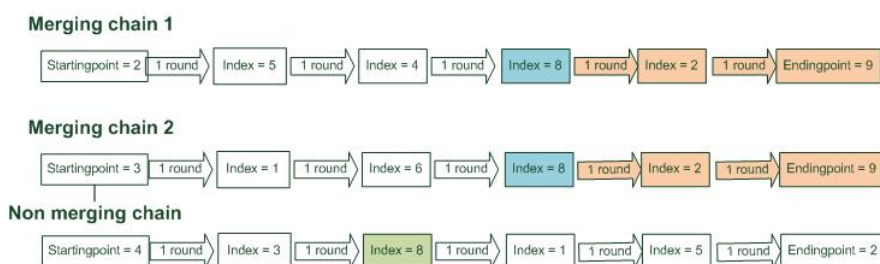 Merging chain 1
Startingpoint = 2 1 round Index = 5 1 round Index = 4 1 round Index = 8 1 round Index = 2 1 round Endingpoint = 9
Merging chain 2
Startingpoint = 3 1 round Index = 1 1 round Index = 6 1 round Index = 8 1 round Index = 2 1 round Endingpoint = 9
Non merging chain
Startingpoint = 4 1 round Index = 3 1 round Index = 8 1 round Index = 1 1 round Index = 5 1 round Endingpoint = 2